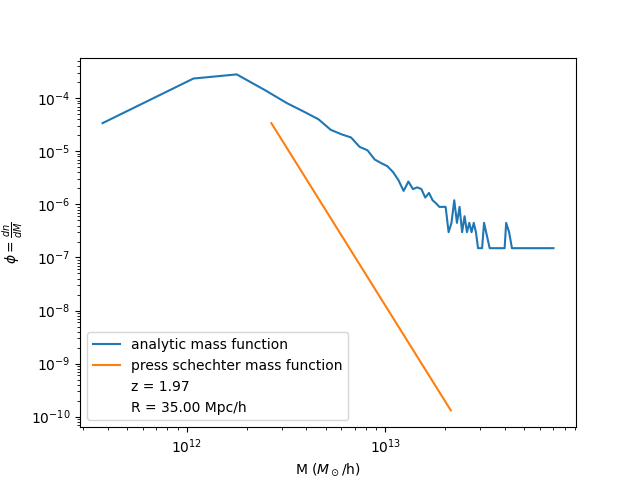 10⁻⁴
10⁻⁵
10⁻⁶
10⁻⁷
10⁻⁸
10⁻⁹
10⁻¹⁰
ϕ = dn/dM
analytic mass function
press schechter mass function
z = 1.97
R = 35.00 Mpc/h
10¹² 10¹³
M (M⊙/h)